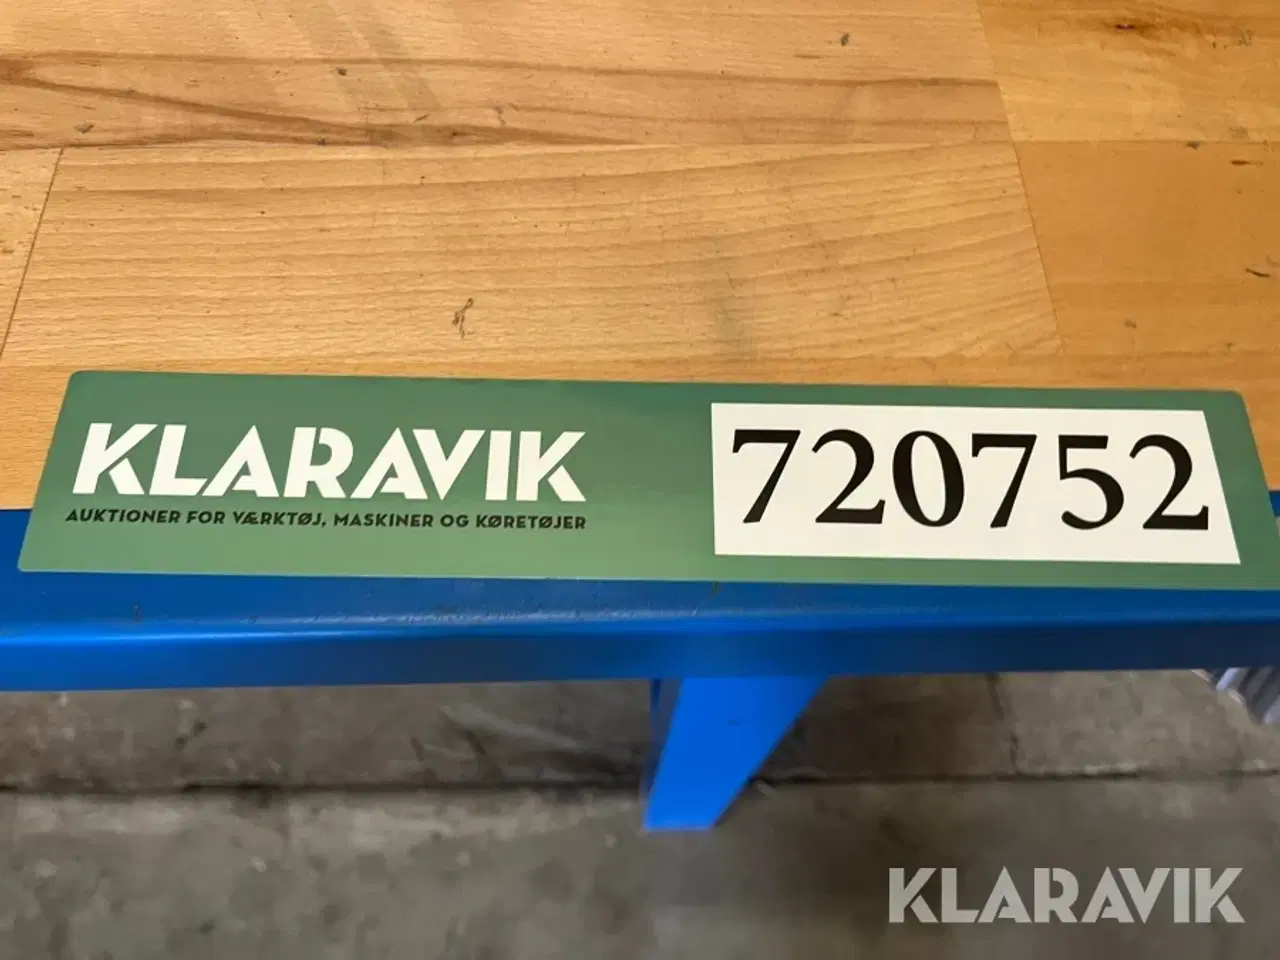 KLARAVIK
AUKTIONER FOR VÆRKTØJ, MASKINER OG KØRETØJER
720752
KLARAVIK